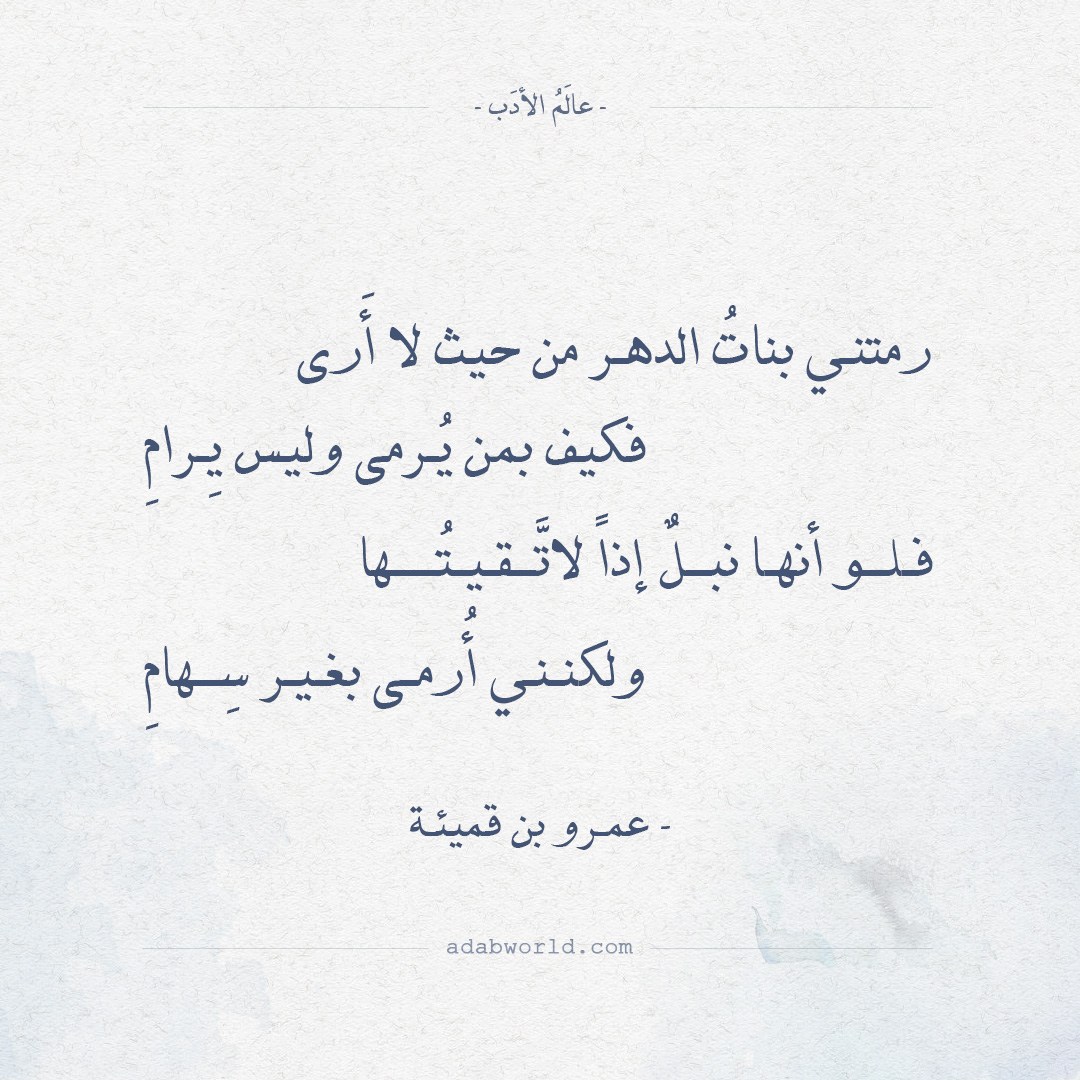 - عالَمُ الأدَب -
رمتني بناتُ الدهر من حيث لا أَرى
فكيف بمن يُرمى وليس يِرامِ
فلو أنها نبلٌ إذاً لاتَّقيتُها
ولكنني أُرمى بغير سِهامِ
- عمرو بن قميئة
adabworld.com